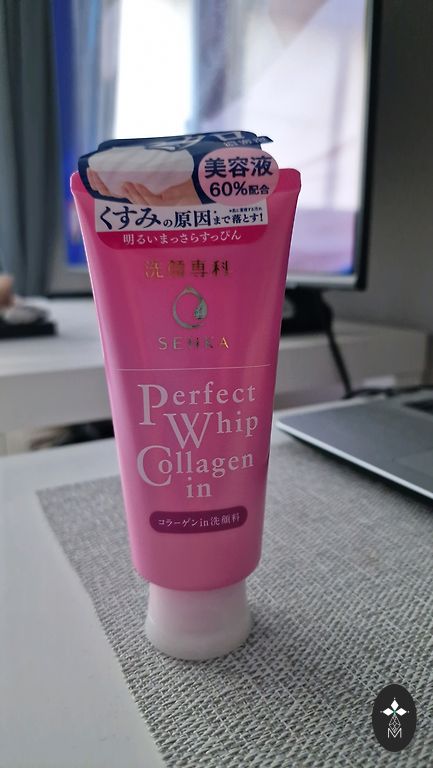 美容液
60%配合
くすみの原因*まで落とす!
明るいまっさらすっぴん
洗顔専科
SENKA
Perfect
Whip
Collagen
in
コラーゲンin洗顔料